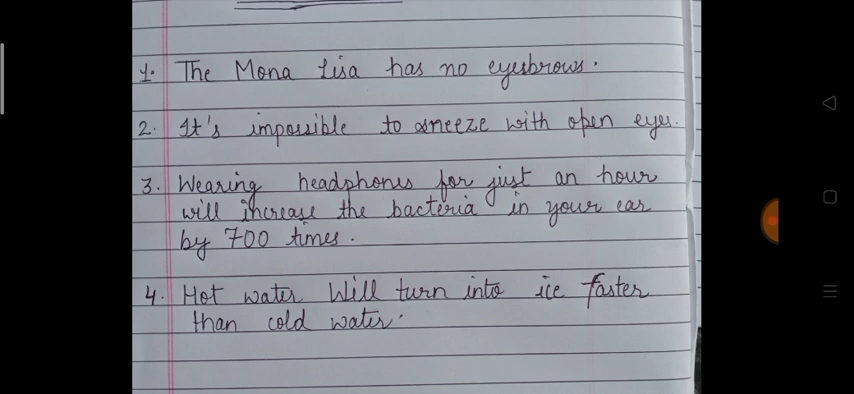 1. The Mona Lisa has no eyesbrows.
2. It's impossible to sneeze with open eyes.
3. Wearing headphones for just an hour
will increase the bacteria in your ear
by 700 times.
4. Hot water Will turn into ice faster
than cold water.